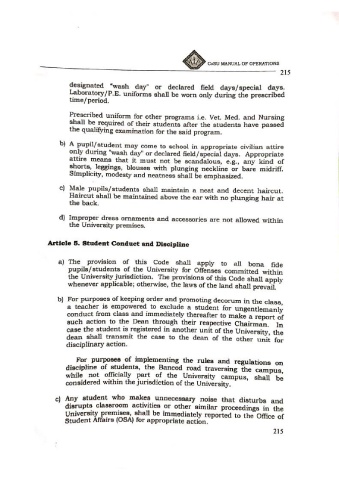 CaSU MANUAL OF OPERATIONS
215
designated "wash day" or declared field days/special days.
Laboratory/P.E. uniforms shall be worn only during the prescribed
time/period.
Prescribed uniform for other programs i.e. Vet. Med. and Nursing
shall be required of their students after the students have passed
the qualifying examination for the said program.
b) A pupil/student may come to school in appropriate civilian attire
only during "wash day" or declared field/special days. Appropriate
attire means that it must not be scandalous, e.g., any kind of
shorts, leggings, blouses with plunging neckline or bare midriff.
Simplicity, modesty and neatness shall be emphasized.
c) Male pupils/students shall maintain a neat and decent haircut.
Haircut shall be maintained above the ear with no plunging hair at
the back.
d) Improper dress ornaments and accessories are not allowed within
the University premises.
Article 5. Student Conduct and Discipline
a) The provision of this Code shall apply to all bona fide
pupils/students of the University for Offenses committed within
the University jurisdiction. The provisions of this Code shall apply
whenever applicable; otherwise, the laws of the land shall prevail.
b) For purposes of keeping order and promoting decorum in the class,
a teacher is empowered to exclude a student for ungentlemanly
conduct from class and immediately thereafter to make a report of
such action to the Dean through their respective Chairman. In
case the student is registered in another unit of the University, the
dean shall transmit the case to the dean of the other unit for
disciplinary action.
For purposes of implementing the rules and regulations on
discipline of students, the Bancod road traversing the campus,
while not officially part of the University campus, shall be
considered within the jurisdiction of the University.
c) Any student who makes unnecessary noise that disturbs and
disrupts classroom activities or other similar proceedings in the
University premises, shall be immediately reported to the Office of
Student Affairs (OSA) for appropriate action.
215